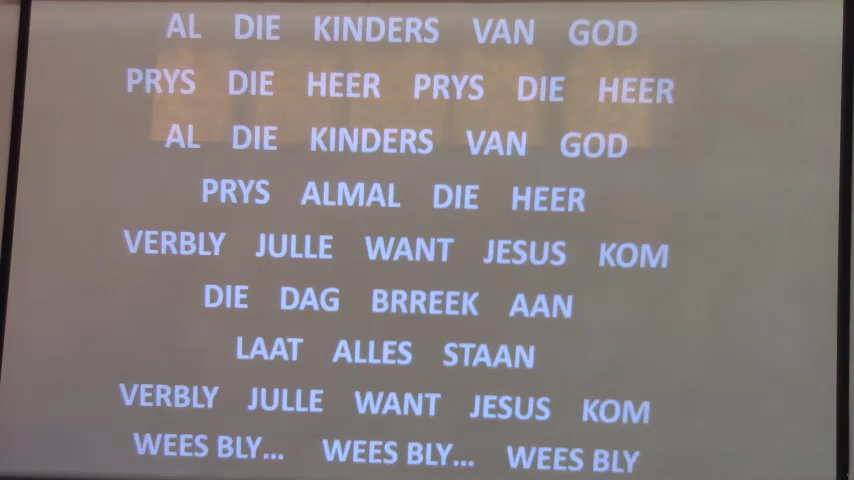 AL DIE KINDERS VAN GOD
PRYS DIE HEER PRYS DIE HEER
AL DIE KINDERS VAN GOD
PRYS ALMAL DIE HEER
VERBLY JULLE WANT JESUS KOM
DIE DAG BRREEK AAN
LAAT ALLES STAAN
VERBLY JULLE WANT JESUS KOM
WEES BLY... WEES BLY... WEES BLY